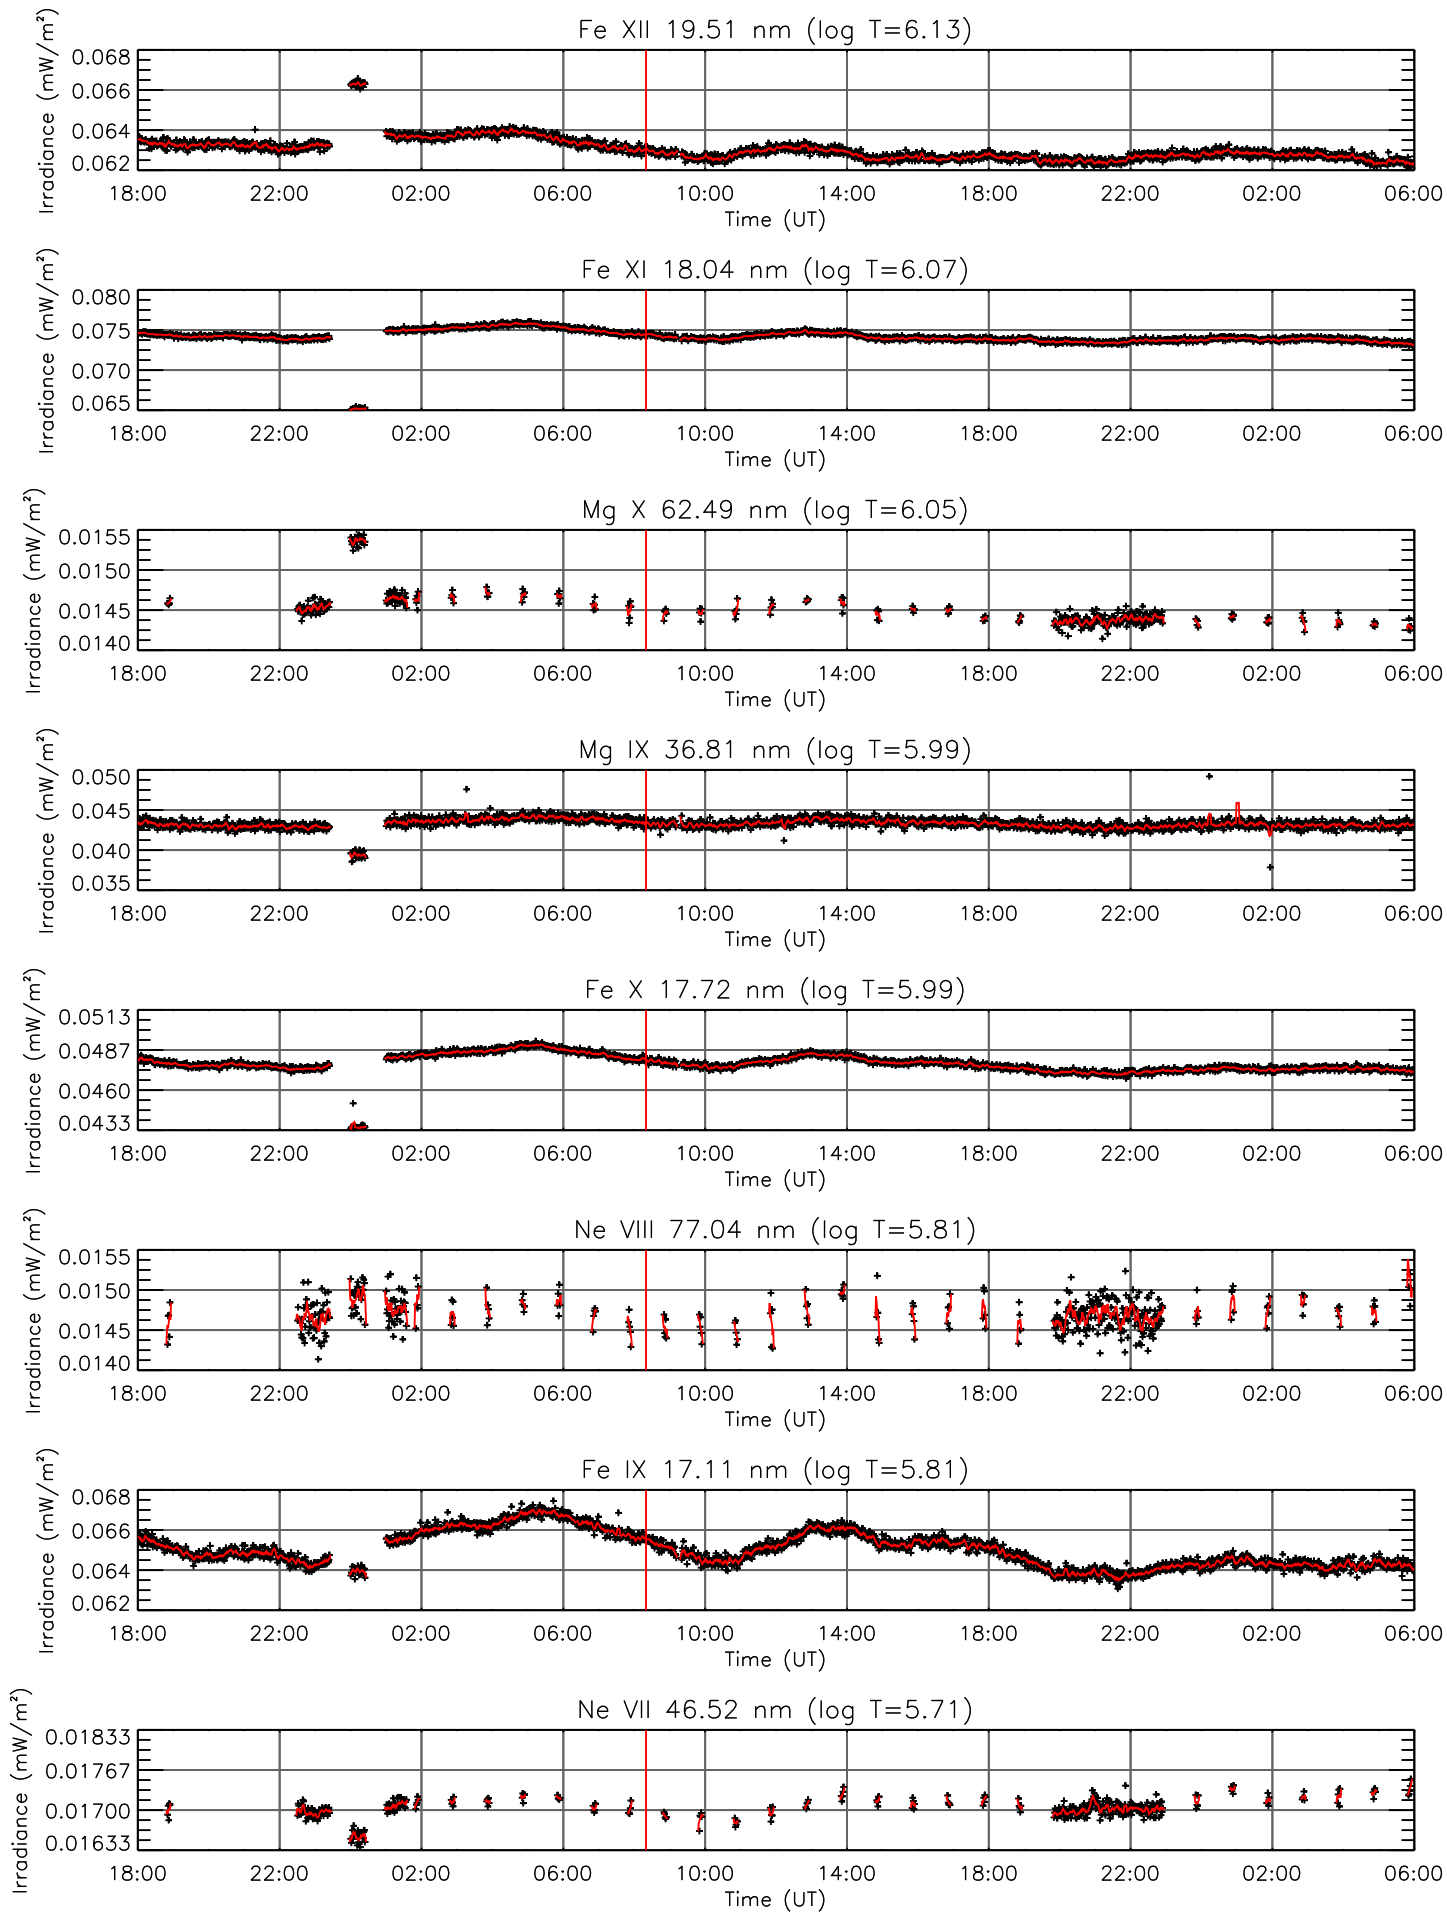 Fe XII 19.51 nm (log T=6.13)
Irradiance (mW/m²)
0.068
0.066
0.064
0.062
18:00 22:00 02:00 06:00 10:00 14:00 18:00 22:00 02:00 06:00
Time (UT)
Fe XI 18.04 nm (log T=6.07)
Irradiance (mW/m²)
0.080
0.075
0.070
0.065
18:00 22:00 02:00 06:00 10:00 14:00 18:00 22:00 02:00 06:00
Time (UT)
Mg X 62.49 nm (log T=6.05)
Irradiance (mW/m²)
0.0155
0.0150
0.0145
0.0140
18:00 22:00 02:00 06:00 10:00 14:00 18:00 22:00 02:00 06:00
Time (UT)
Mg IX 36.81 nm (log T=5.99)
Irradiance (mW/m²)
0.050
0.045
0.040
0.035
18:00 22:00 02:00 06:00 10:00 14:00 18:00 22:00 02:00 06:00
Time (UT)
Fe X 17.72 nm (log T=5.99)
Irradiance (mW/m²)
0.0513
0.0487
0.0460
0.0433
18:00 22:00 02:00 06:00 10:00 14:00 18:00 22:00 02:00 06:00
Time (UT)
Ne VIII 77.04 nm (log T=5.81)
Irradiance (mW/m²)
0.0155
0.0150
0.0145
0.0140
18:00 22:00 02:00 06:00 10:00 14:00 18:00 22:00 02:00 06:00
Time (UT)
Fe IX 17.11 nm (log T=5.81)
Irradiance (mW/m²)
0.068
0.066
0.064
0.062
18:00 22:00 02:00 06:00 10:00 14:00 18:00 22:00 02:00 06:00
Time (UT)
Ne VII 46.52 nm (log T=5.71)
Irradiance (mW/m²)
0.01833
0.01767
0.01700
0.01633
18:00 22:00 02:00 06:00 10:00 14:00 18:00 22:00 02:00 06:00
Time (UT)